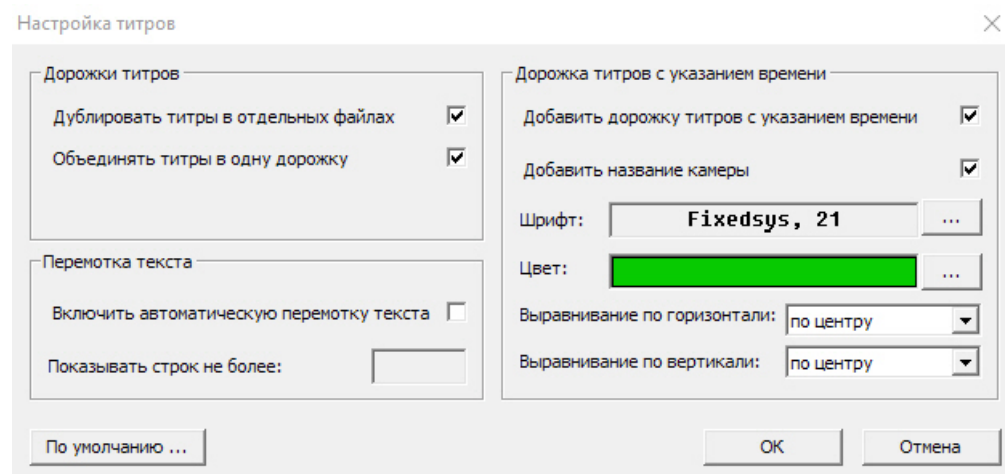 Настройка титров
Дорожки титров
Дублировать титры в отдельных файлах
Объединять титры в одну дорожку
Перемотка текста
Включить автоматическую перемотку текста
Показывать строк не более:
Дорожка титров с указанием времени
Добавить дорожку титров с указанием времени
Добавить название камеры
Шрифт: Fixedsys, 21 ...
Цвет: ...
Выравнивание по горизонтали: по центру
Выравнивание по вертикали: по центру
По умолчанию ... OK Отмена